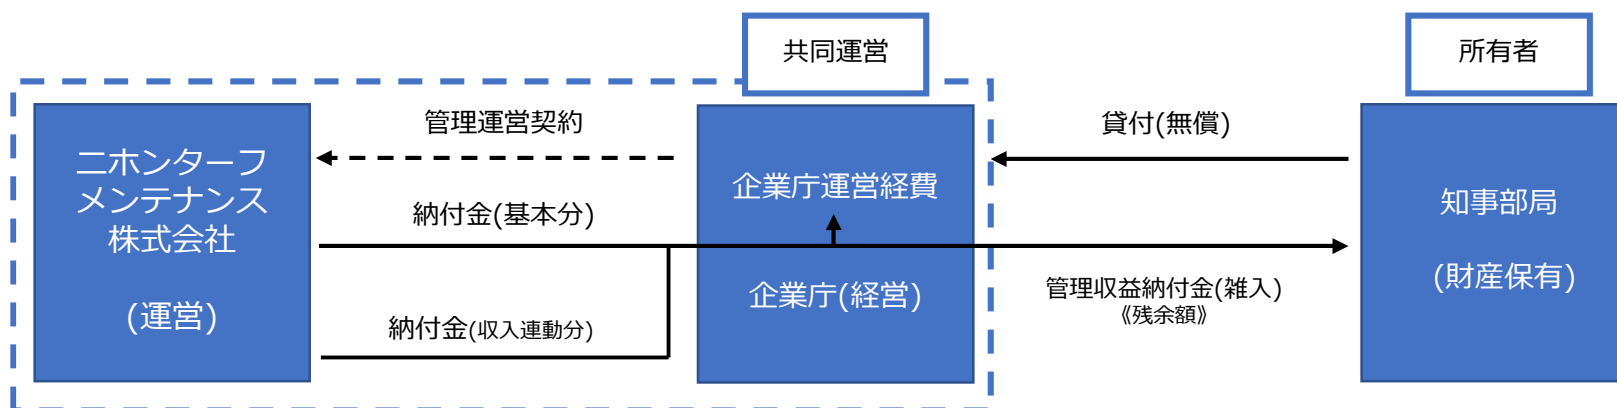 共同運営
所有者
ニホンターフ
メンテナンス
株式会社
(運営)
管理運営契約
納付金(基本分)
納付金(収入連動分)
企業庁運営経費
企業庁(経営)
貸付(無償)
管理収益納付金(雑入)
《残余額》
知事部局
(財産保有)